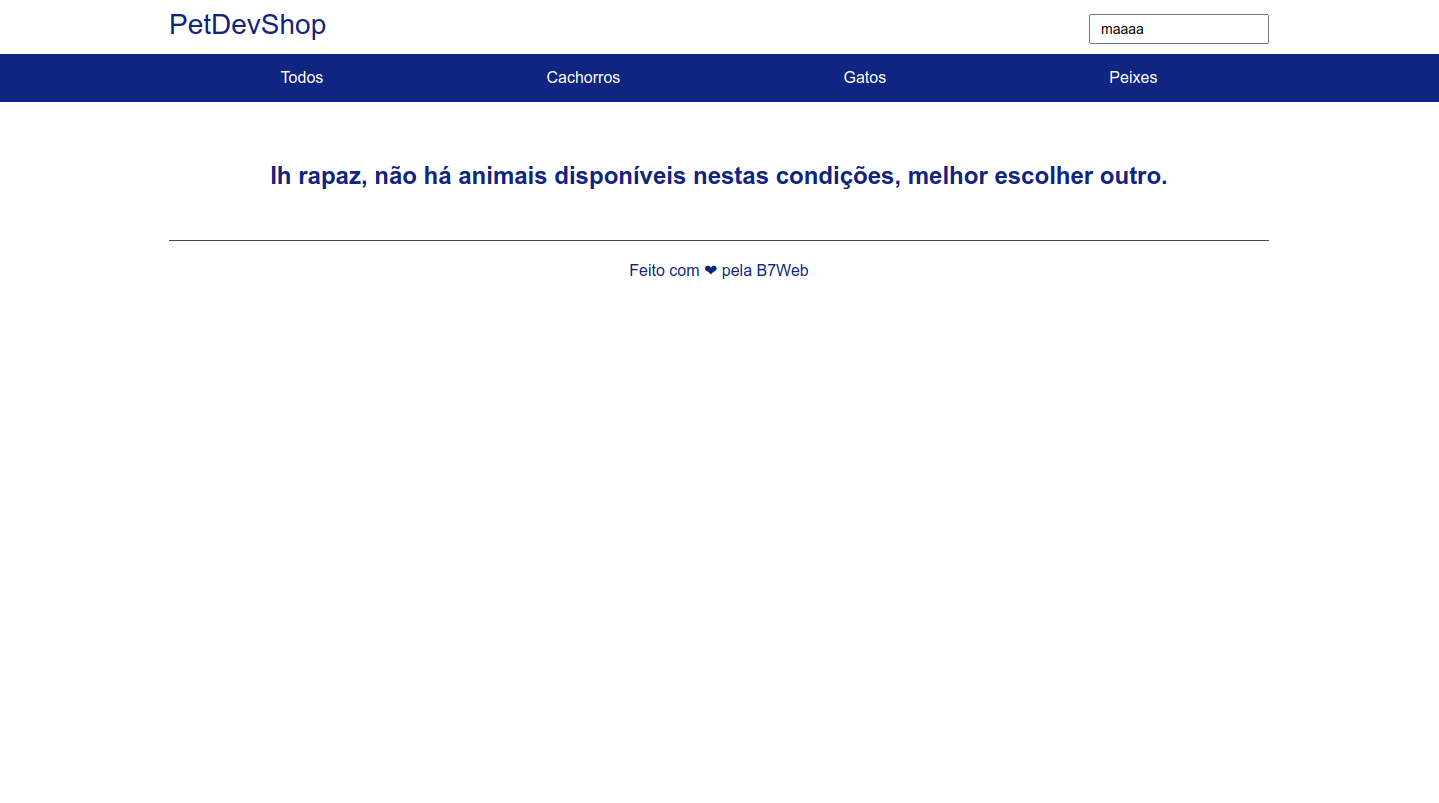 PetDevShop
maaaa
Todos Cachorros Gatos Peixes
Ih rapaz, não há animais disponíveis nestas condições, melhor escolher outro.
Feito com ❤ pela B7Web